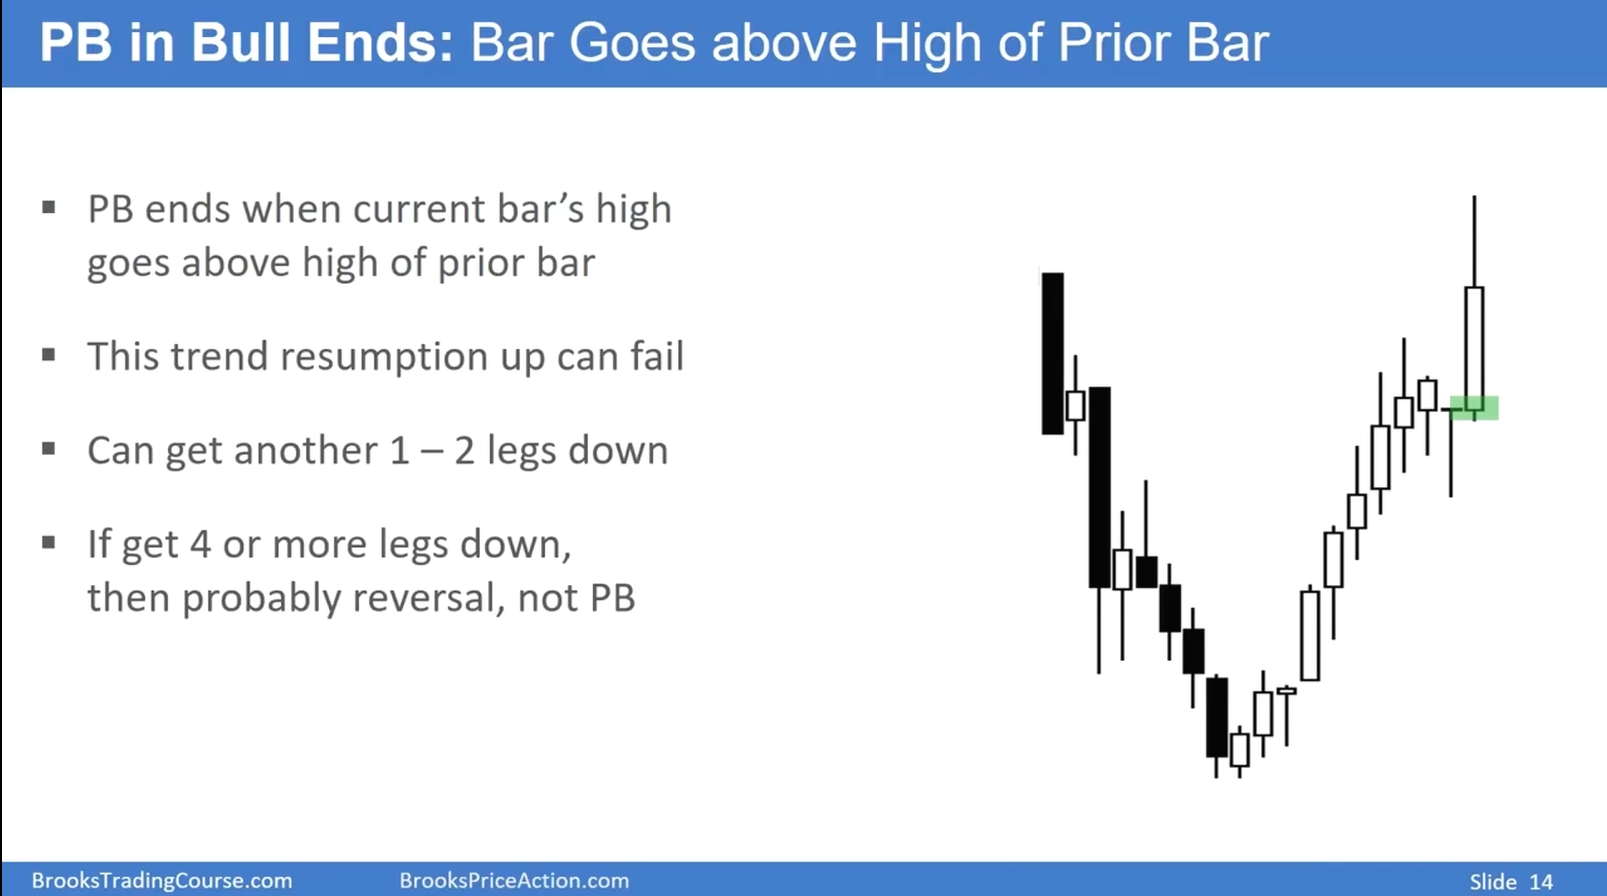 PB in Bull Ends: Bar Goes above High of Prior Bar
▪ PB ends when current bar’s high
goes above high of prior bar
▪ This trend resumption up can fail
▪ Can get another 1 – 2 legs down
▪ If get 4 or more legs down,
then probably reversal, not PB
BrooksTradingCourse.com BrooksPriceAction.com Slide 14